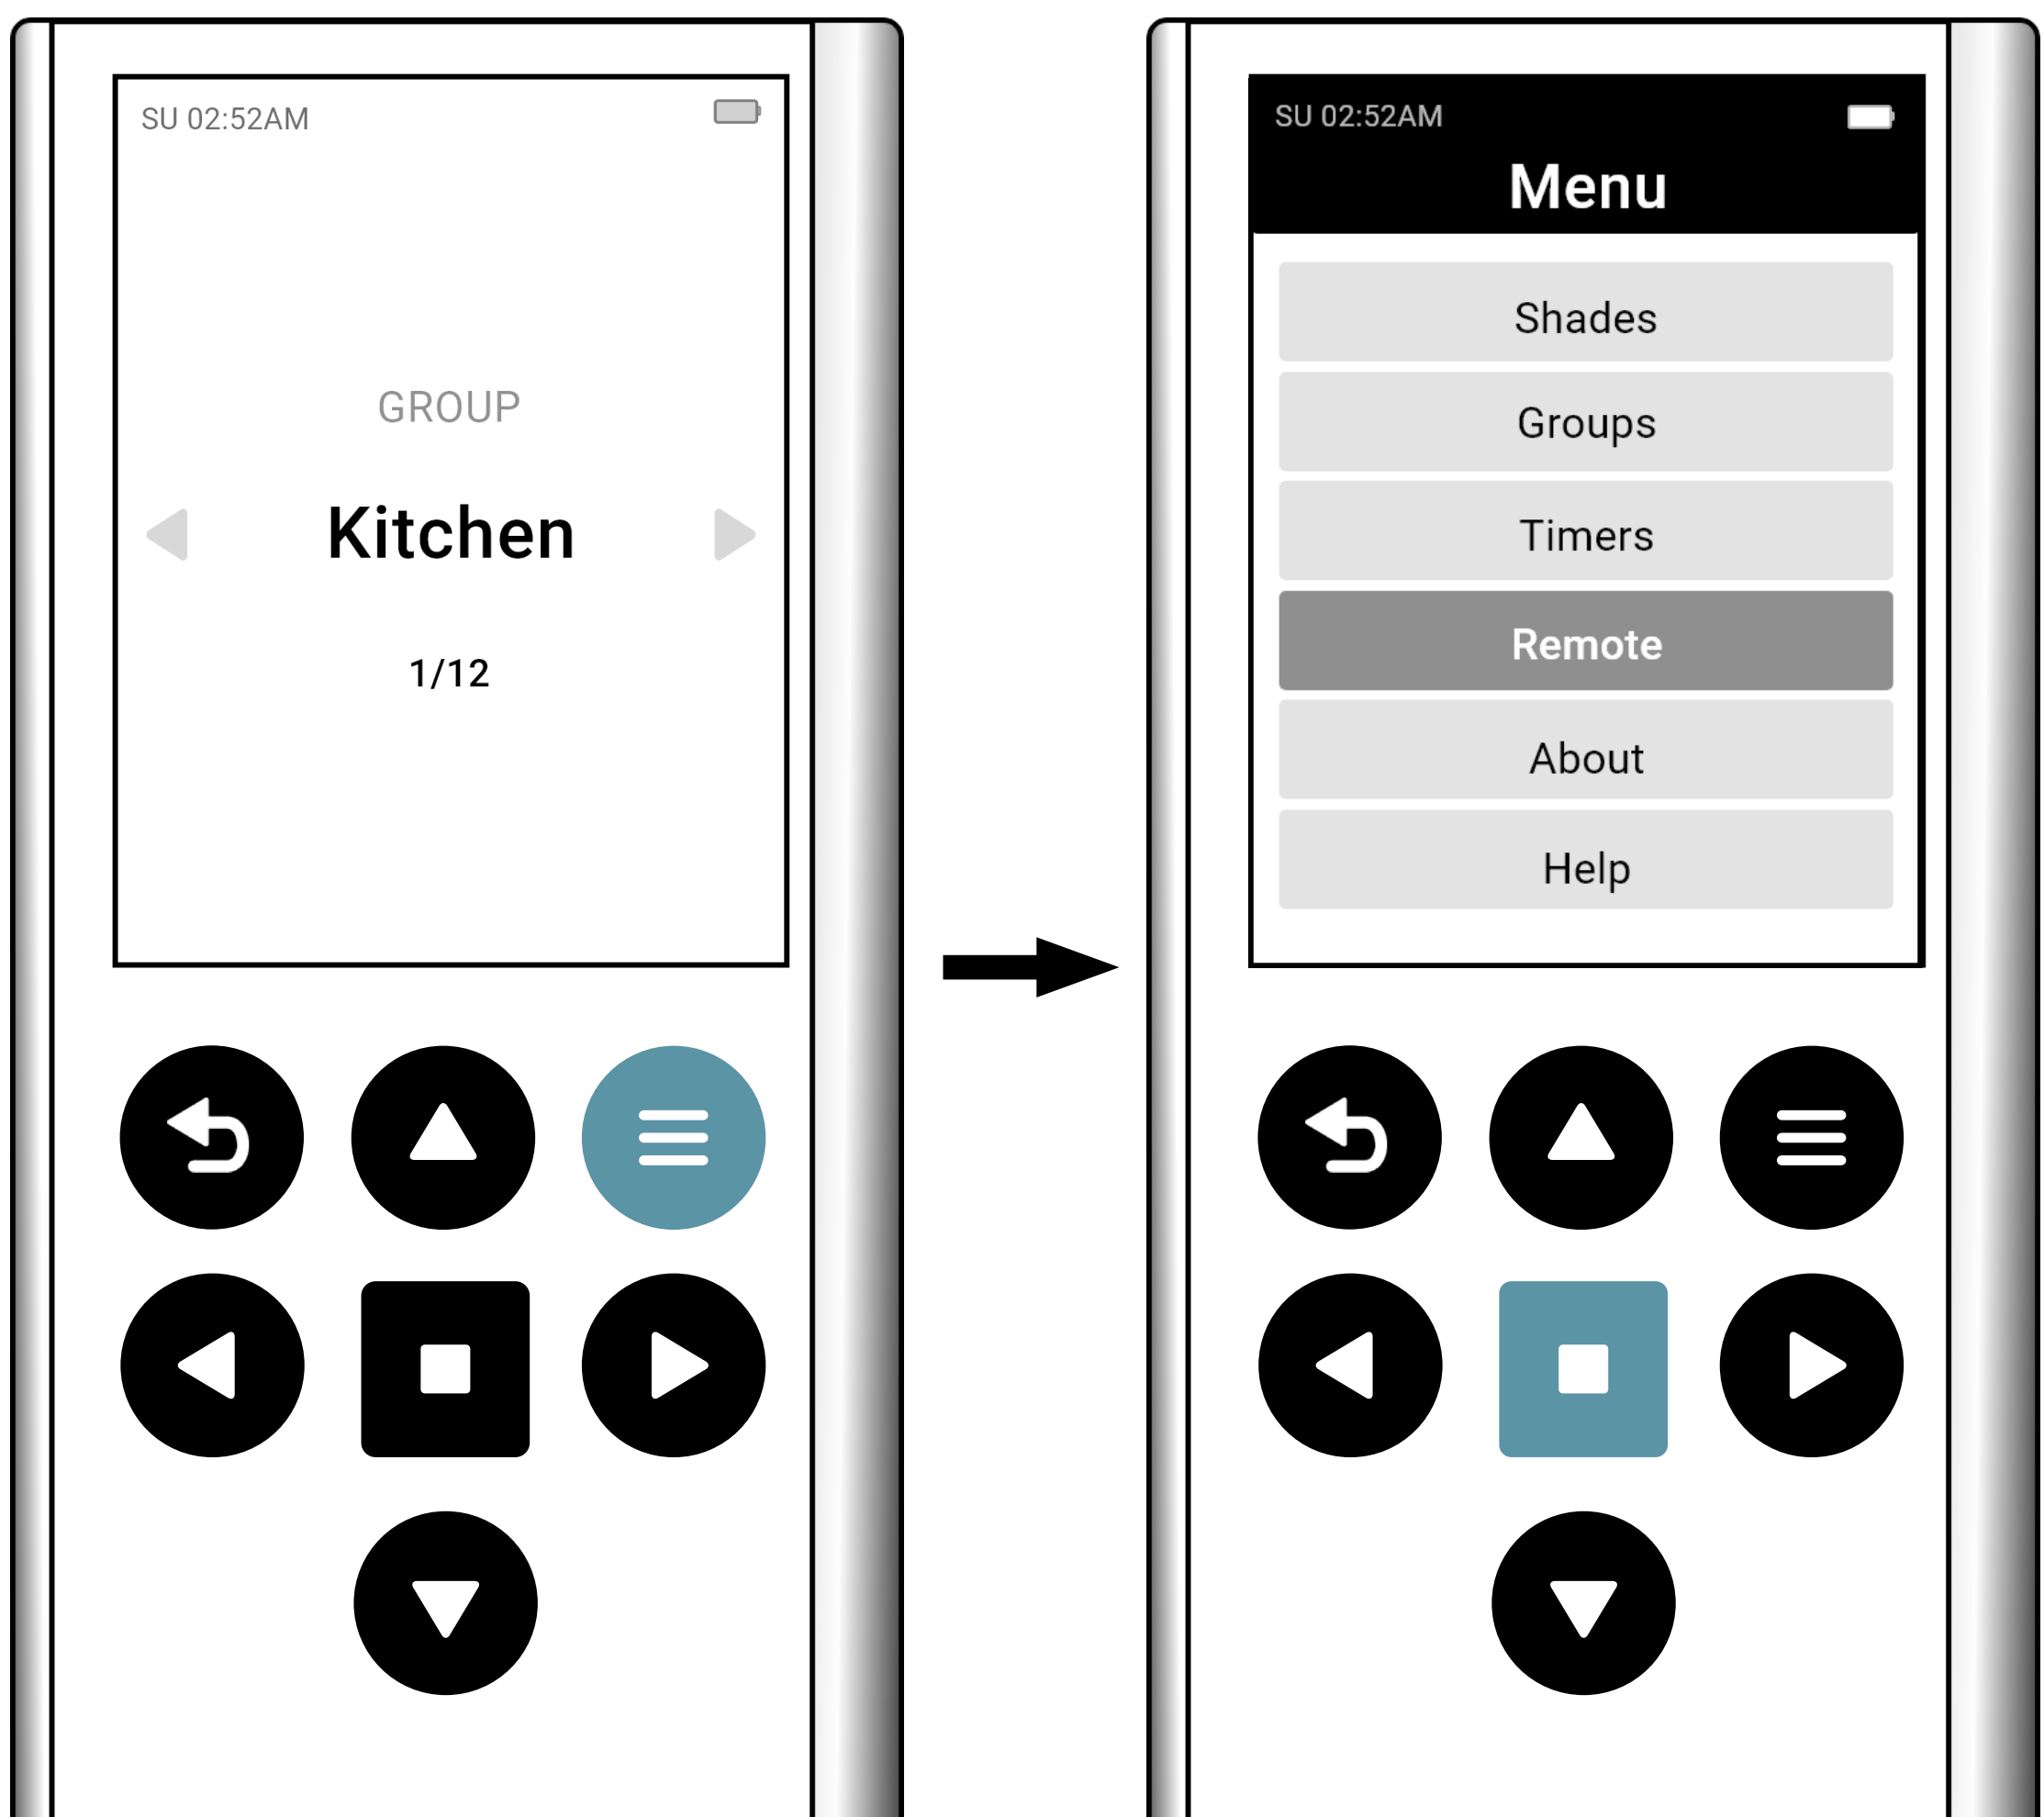 SU 02:52AM
GROUP
Kitchen
1/12
SU 02:52AM
Menu
Shades
Groups
Timers
Remote
About
Help